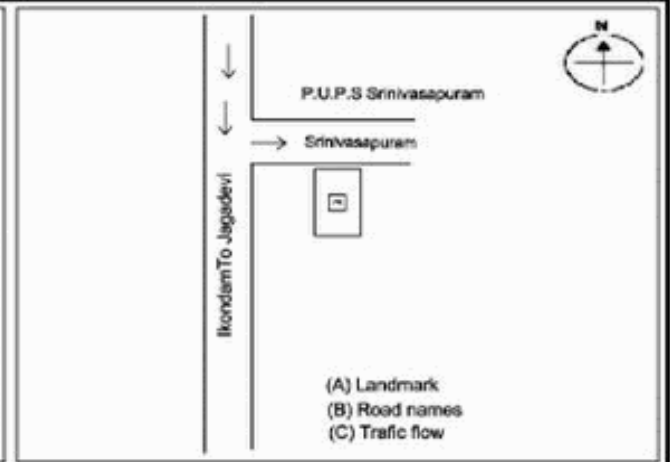 N
P.U.P.S Srinivasapuram
Srinivasapuram
IkondamTo Jagadevi
(A) Landmark
(B) Road names
(C) Trafic flow